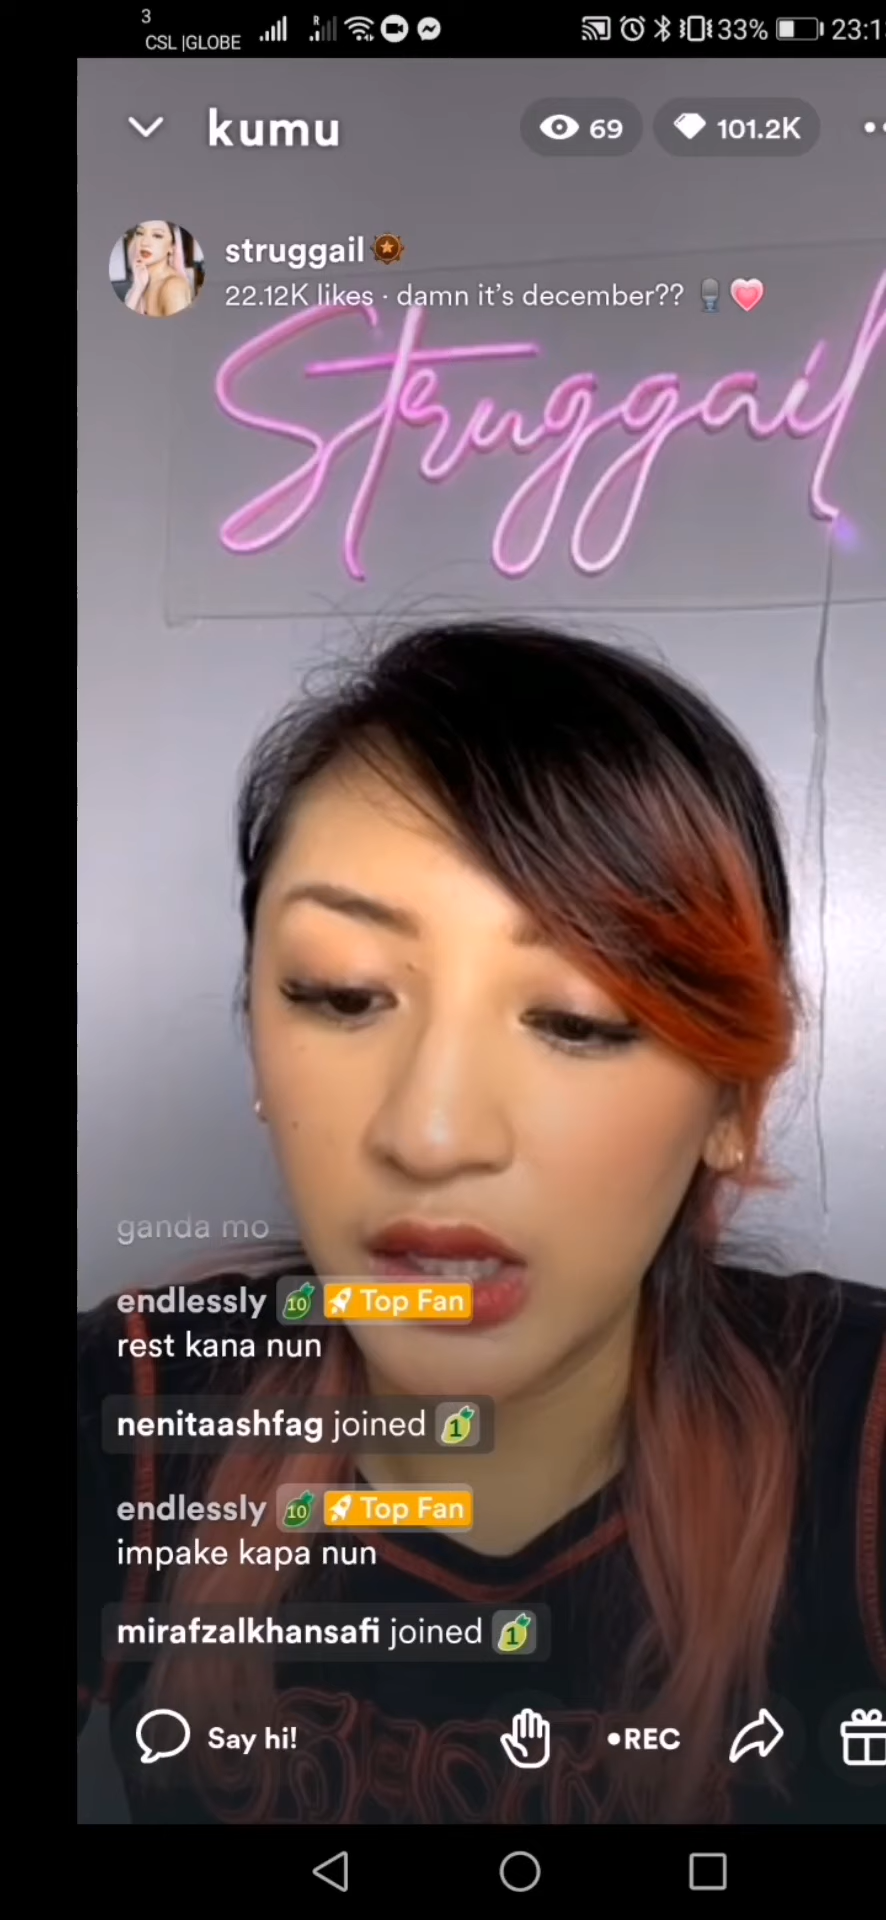 3
CSL |GLOBE
R
33%
23:1
kumu
69
101.2K
struggail
22.12K likes · damn it's december??
Struggail
ganda mo
endlessly 10 Top Fan
rest kana nun
nenitaashfag joined 1
endlessly 10 Top Fan
impake kapa nun
mirafzalkhansafi joined 1
Say hi!
•REC